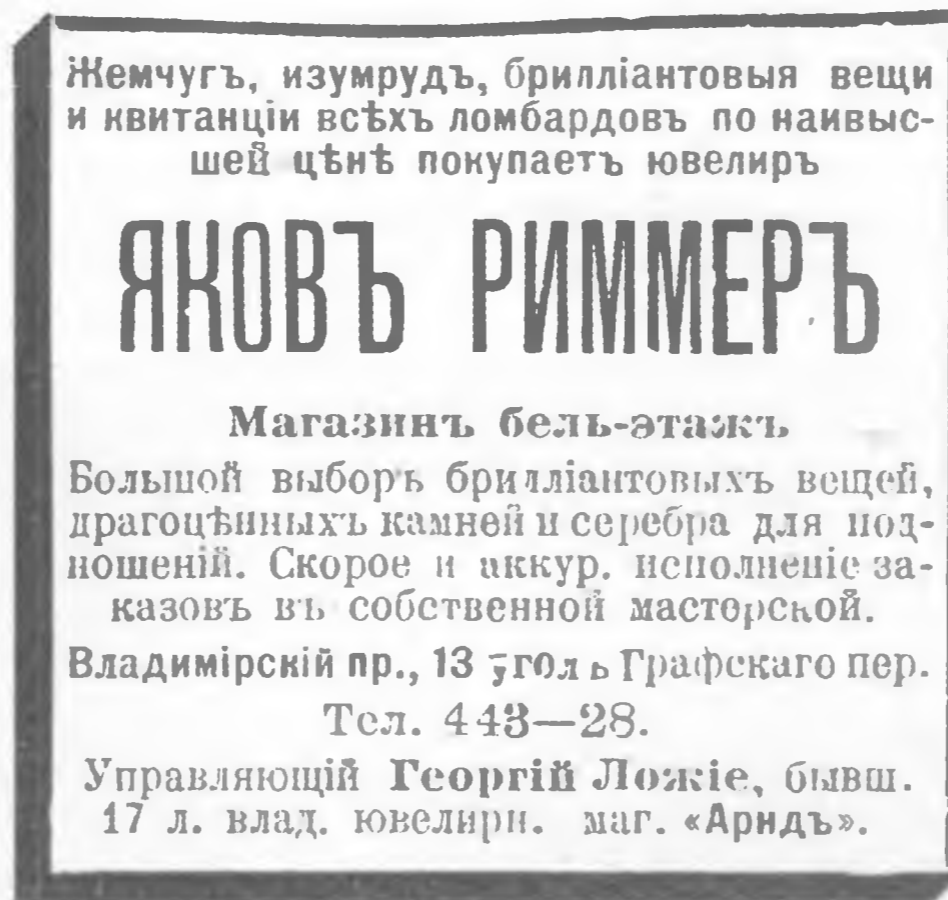 Жемчугъ, изумрудъ, брилліантовыя вещи
и квитанціи всѣхъ ломбардовъ по наивыс-
шей цѣнѣ покупаетъ ювелиръ
ЯКОВЪ РИММЕРЪ
Магазинъ бель-этажъ
Большой выборъ брилліантовыхъ вещей,
драгоцѣнныхъ камней и серебра для под-
ношеній. Скорое и аккур. исполненіе за-
казовъ въ собственной мастерской.
Владимірскій пр., 13 уголъ Графскаго пер.
Тел. 443—28.
Управляющій Георгій Ложіе, бывш.
17 л. влад. ювелирн. маг. «Арндъ».